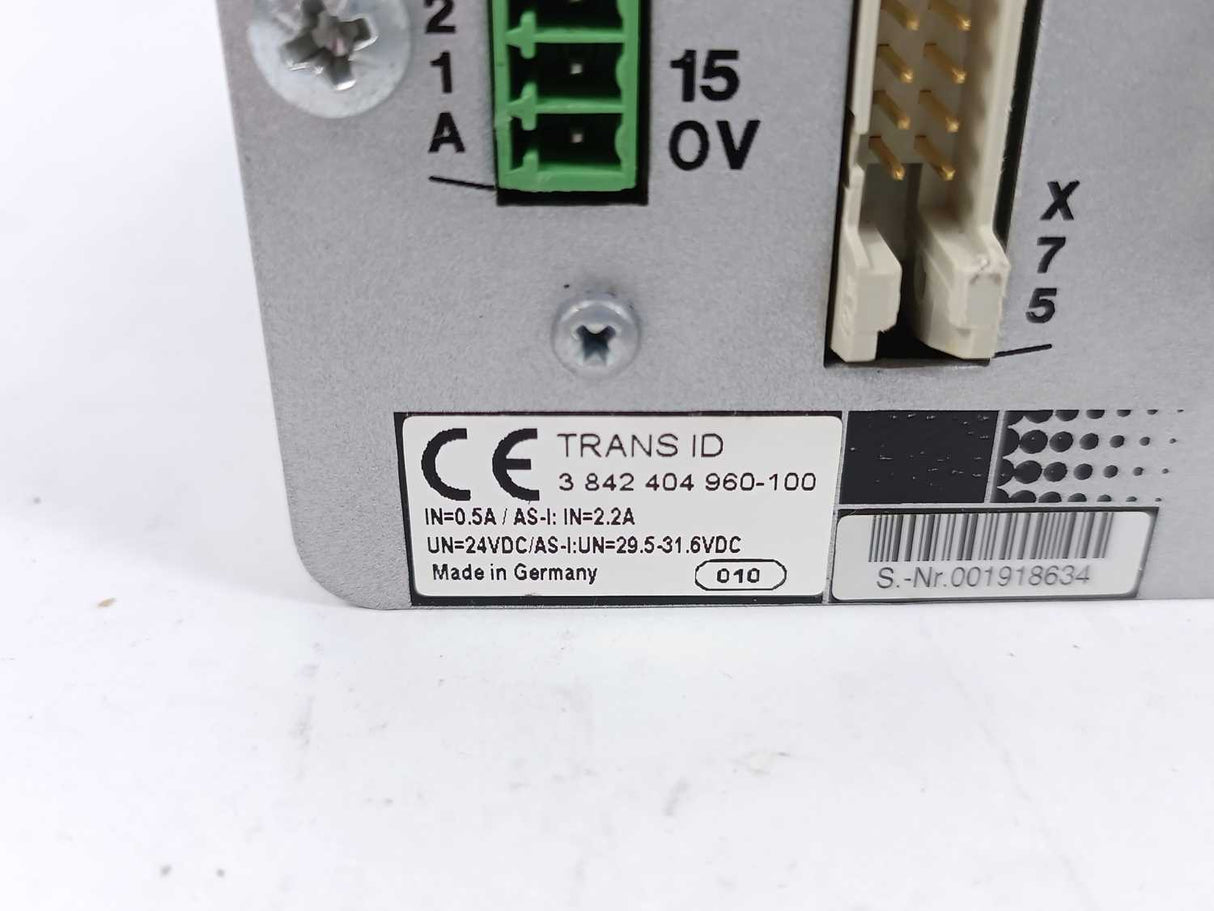 2
1
A
15
0V
X
7
5
CE TRANS ID
3 842 404 960-100
IN=0.5A / AS-I: IN=2.2A
UN=24VDC/AS-I:UN=29.5-31.6VDC
Made in Germany 010
S.-Nr.001918634